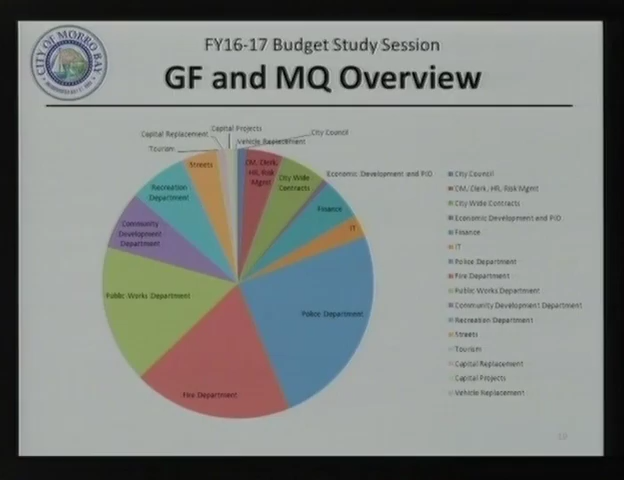 CITY OF MORRO BAY
FY16-17 Budget Study Session
GF and MQ Overview
Capital Projects
Capital Replacement
City Council
Vehicle Replacement
Tourism
Streets
CM, Clerk,
HR, Risk
Mgmt
City Wide
Contracts
Economic Development and PID
Recreation
Department
Finance
IT
Community
Development
Department
Public Works Department
Police Department
Fire Department
City Council
CM, Clerk, HR, Risk Mgmt
City Wide Contracts
Economic Development and PID
Finance
IT
Police Department
Fire Department
Public Works Department
Community Development Department
Recreation Department
Streets
Tourism
Capital Replacement
Capital Projects
Vehicle Replacement